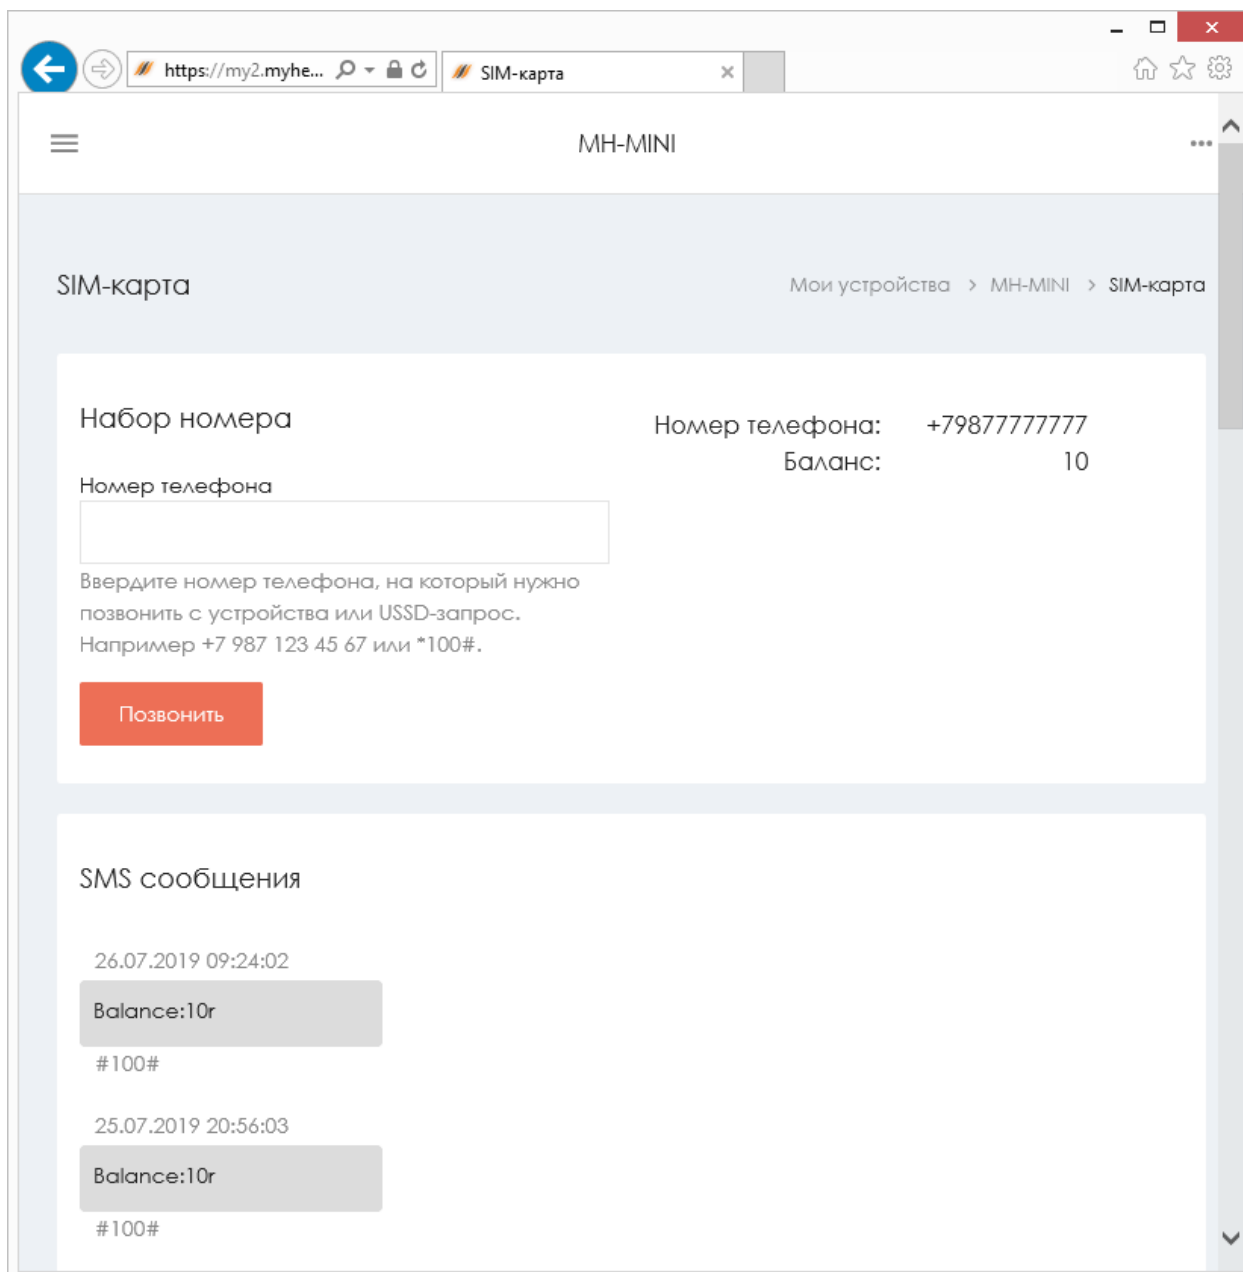 https://my2.myhe...
SIM-карта
MH-MINI
SIM-карта
Мои устройства > MH-MINI > SIM-карта
Набор номера
Номер телефона
Ввердите номер телефона, на который нужно
позвонить с устройства или USSD-запрос.
Например +7 987 123 45 67 или *100#.
Позвонить
Номер телефона: +79877777777
Баланс: 10
SMS сообщения
26.07.2019 09:24:02
Balance:10r
#100#
25.07.2019 20:56:03
Balance:10r
#100#